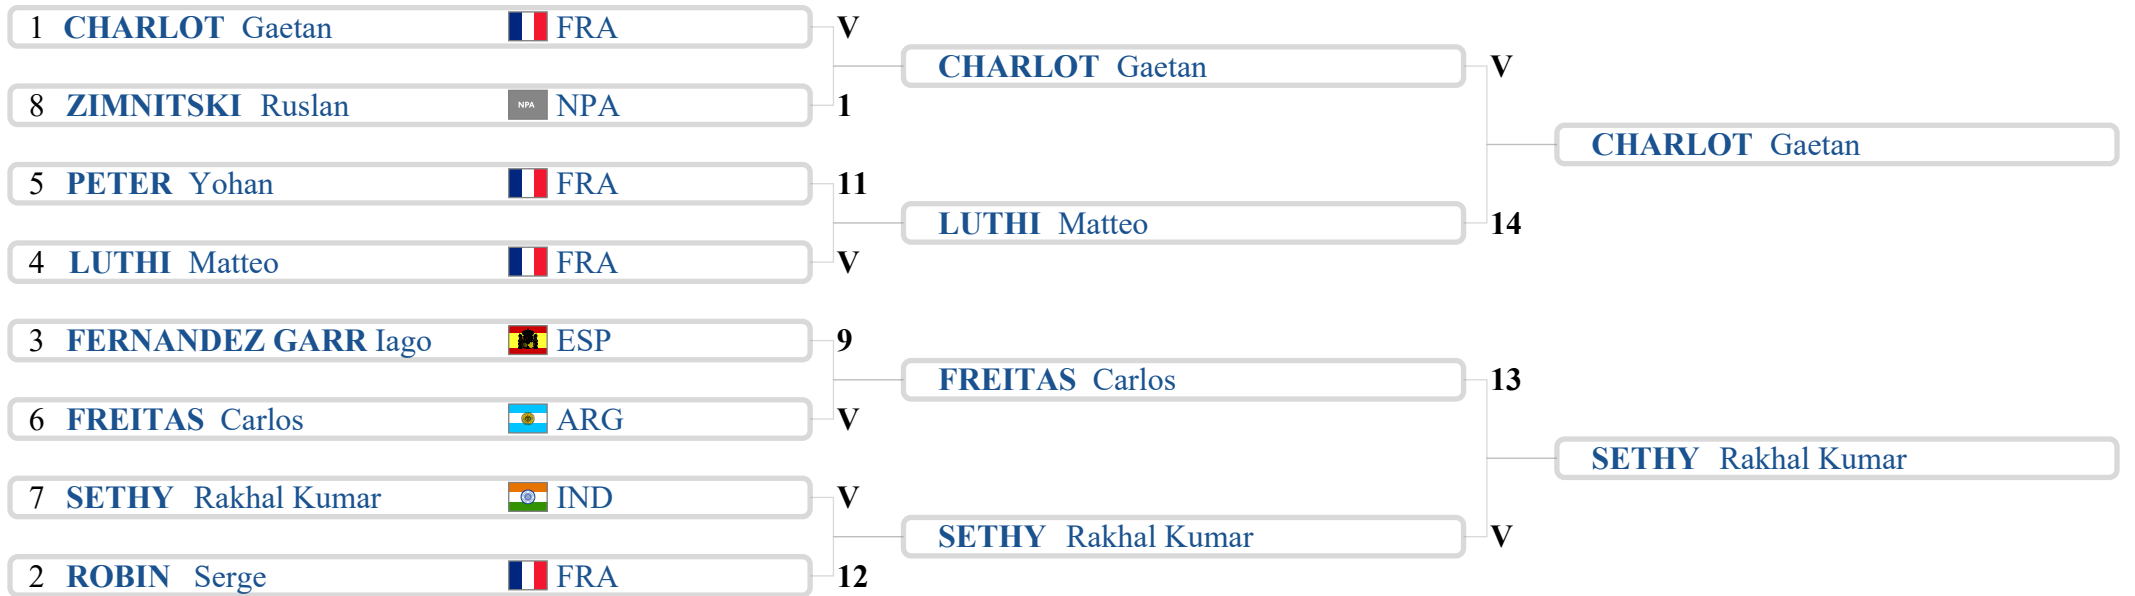 1 CHARLOT Gaetan FRA V
8 ZIMNITSKI Ruslan NPA NPA 1
5 PETER Yohan FRA 11
4 LUTHI Matteo FRA V
3 FERNANDEZ GARR Iago ESP 9
6 FREITAS Carlos ARG V
7 SETHY Rakhal Kumar IND V
2 ROBIN Serge FRA 12
CHARLOT Gaetan V
LUTHI Matteo 14
FREITAS Carlos 13
SETHY Rakhal Kumar V
CHARLOT Gaetan
SETHY Rakhal Kumar